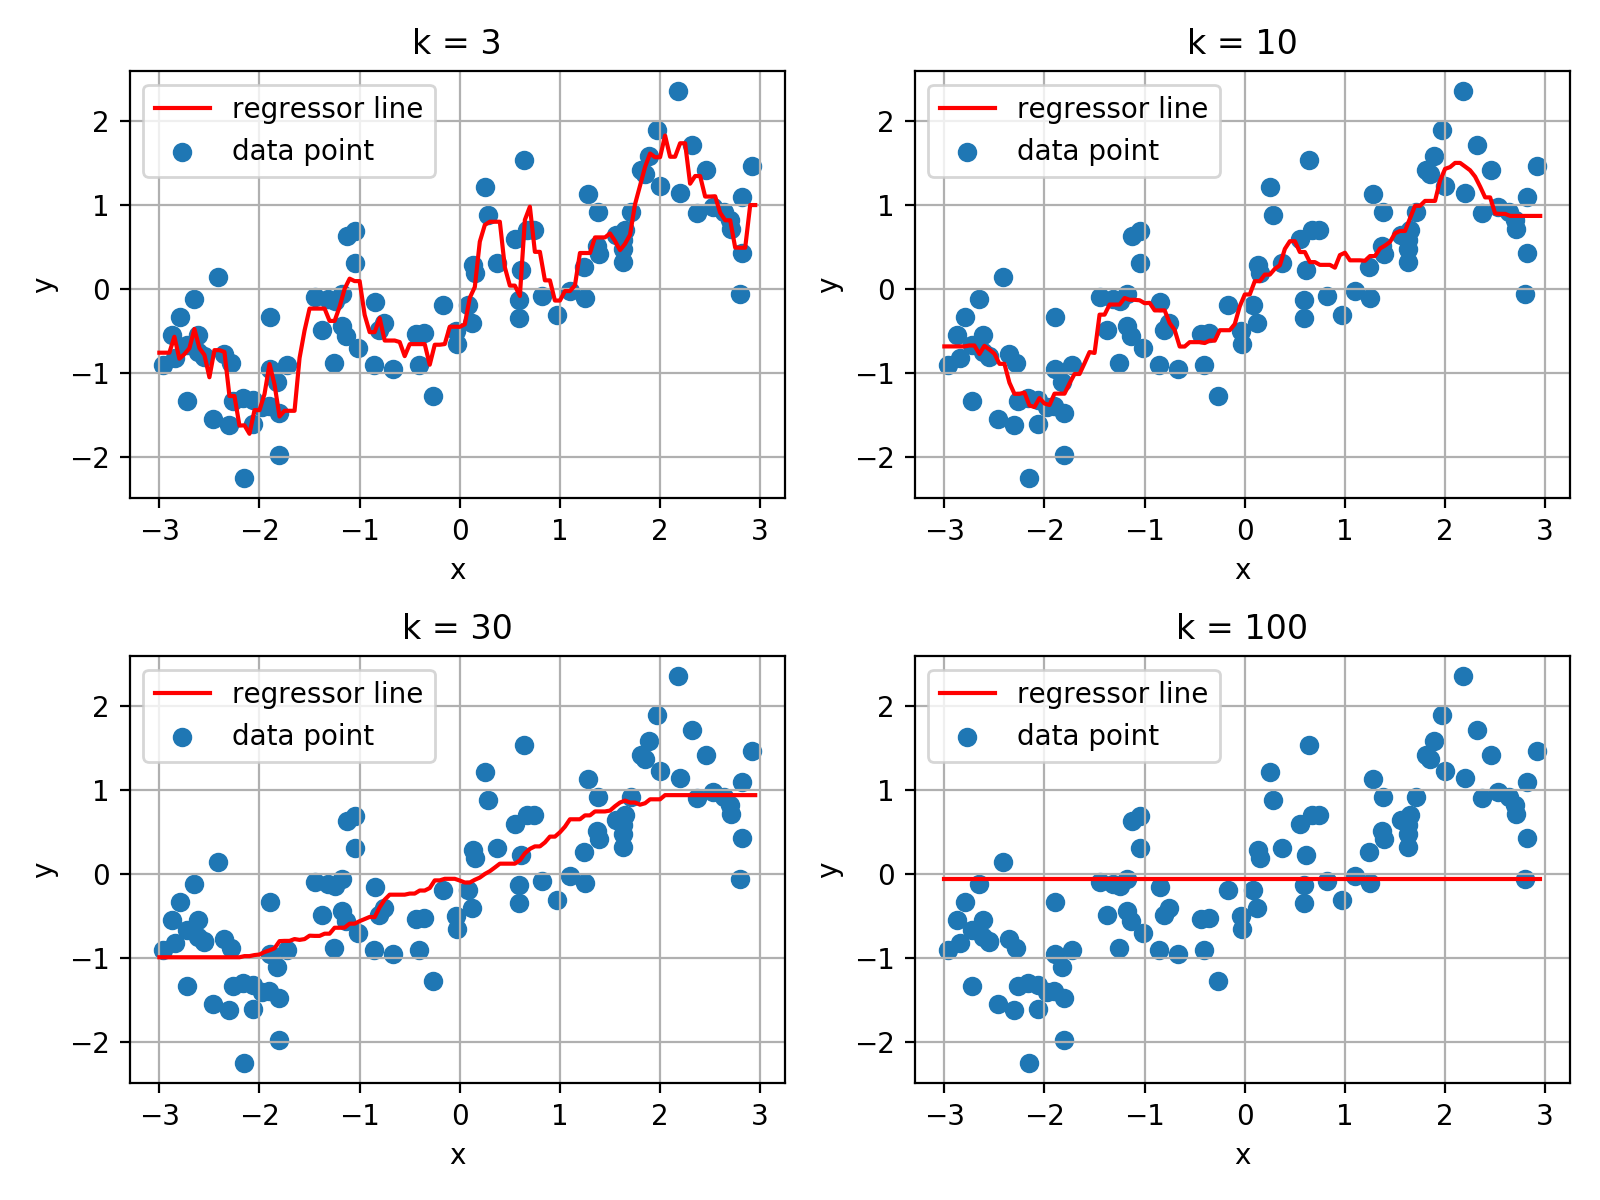 k = 3
regressor line
data point
y
2
1
0
−1
−2
−3 −2 −1 0 1 2 3
x
k = 10
regressor line
data point
y
2
1
0
−1
−2
−3 −2 −1 0 1 2 3
x
k = 30
regressor line
data point
y
2
1
0
−1
−2
−3 −2 −1 0 1 2 3
x
k = 100
regressor line
data point
y
2
1
0
−1
−2
−3 −2 −1 0 1 2 3
x